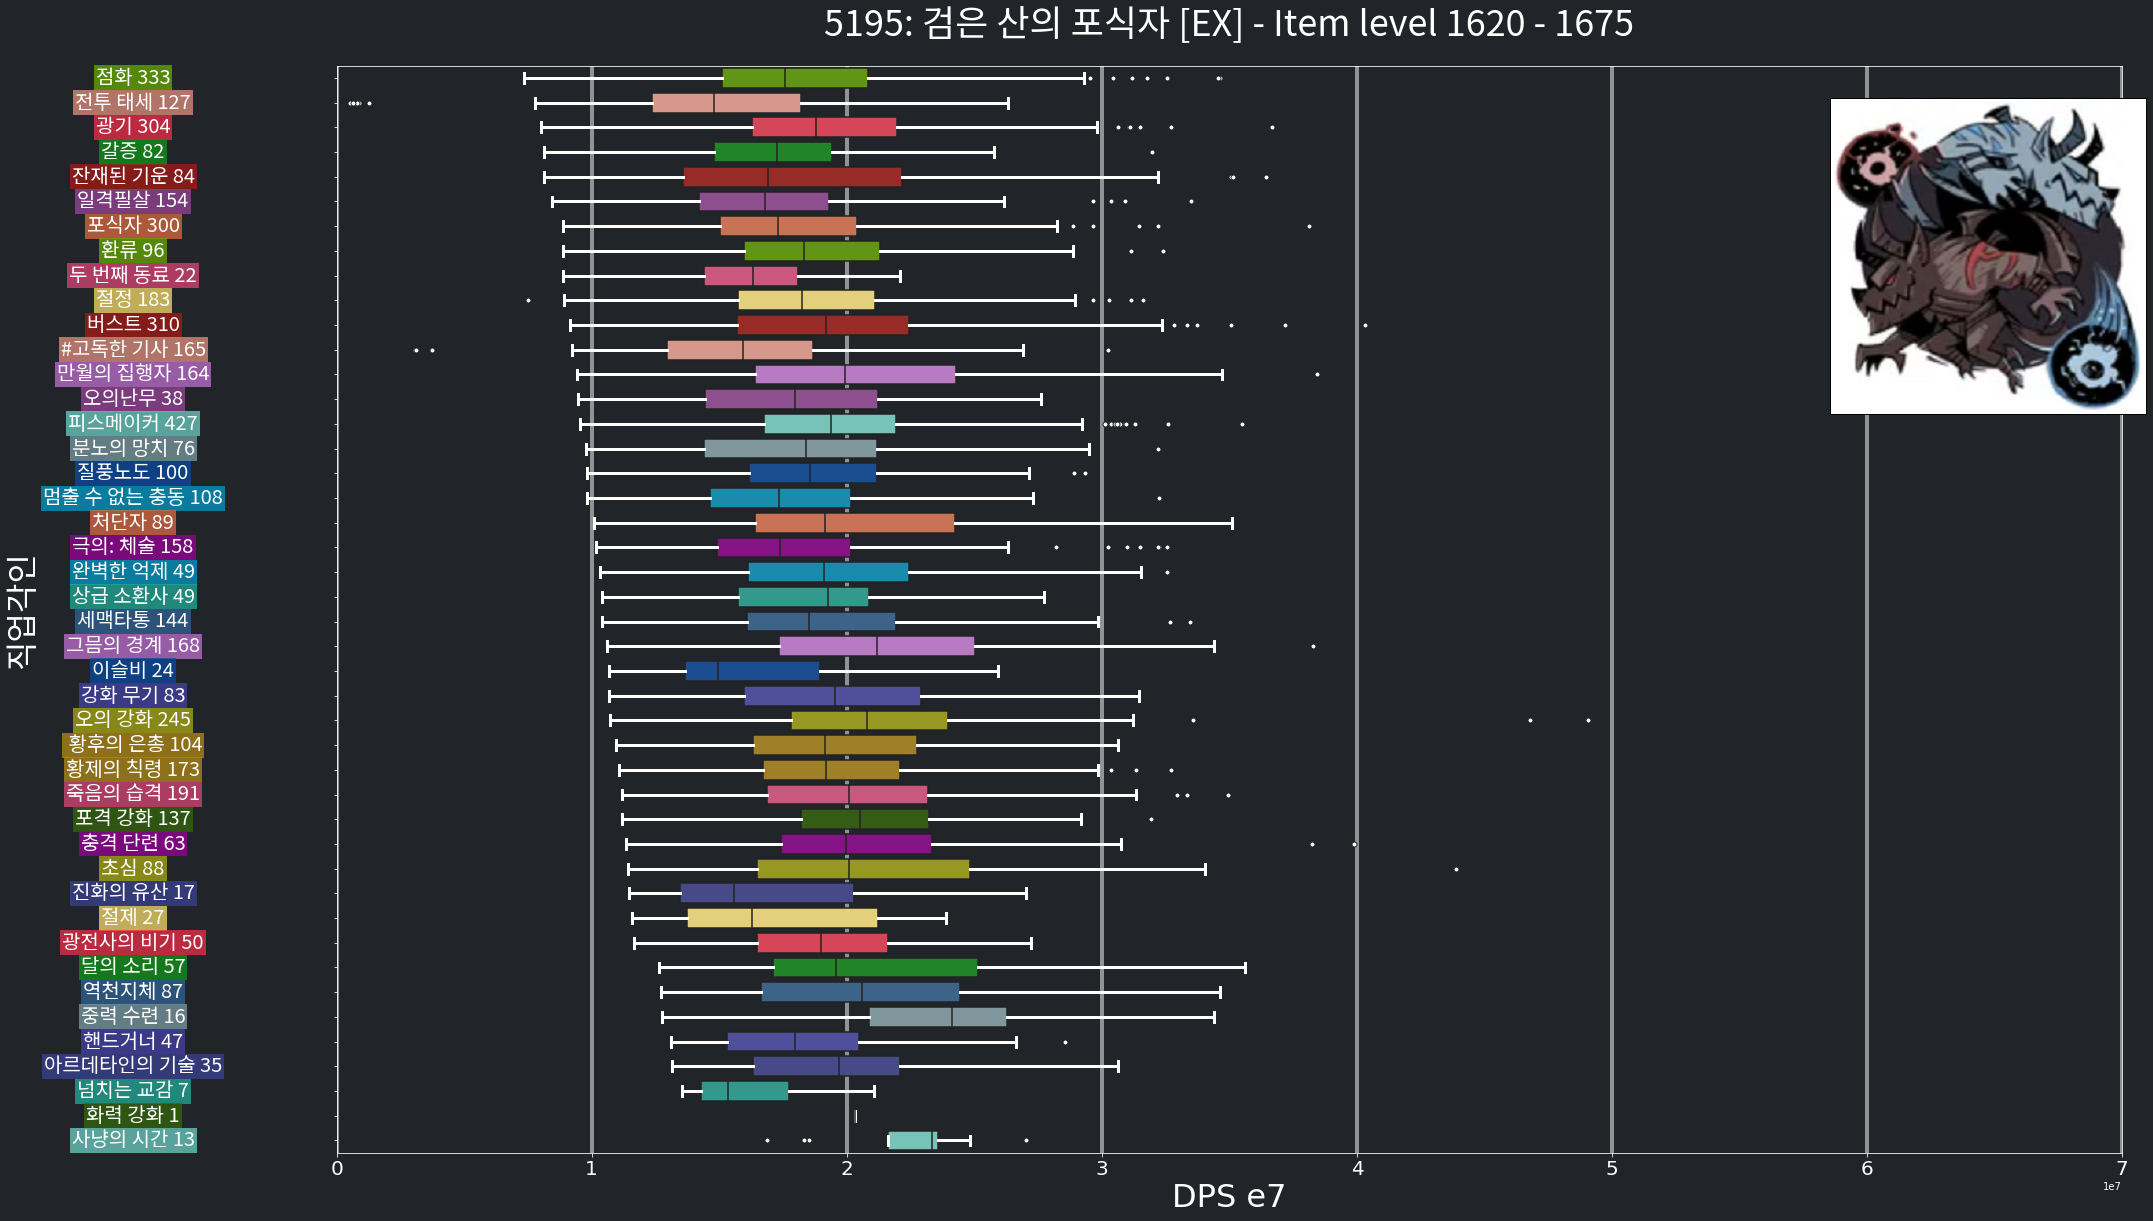 5195: 검은 산의 포식자 [EX] - Item level 1620 - 1675
점화 333
전투 태세 127
광기 304
갈증 82
잔재된 기운 84
일격필살 154
포식자 300
환류 96
두 번째 동료 22
절정 183
버스트 310
#고독한 기사 165
만월의 집행자 164
오의난무 38
피스메이커 427
분노의 망치 76
질풍노도 100
멈출 수 없는 충동 108
처단자 89
극의: 체술 158
완벽한 억제 49
상급 소환사 49
세맥타통 144
그믐의 경계 168
이슬비 24
강화 무기 83
오의 강화 245
황후의 은총 104
황제의 칙령 173
죽음의 습격 191
포격 강화 137
충격 단련 63
초심 88
진화의 유산 17
절제 27
광전사의 비기 50
달의 소리 57
역천지체 87
중력 수련 16
핸드거너 47
아르데타인의 기술 35
넘치는 교감 7
화력 강화 1
사냥의 시간 13
직업각인
0 1 2 3 4 5 6 7
1e7
DPS e7